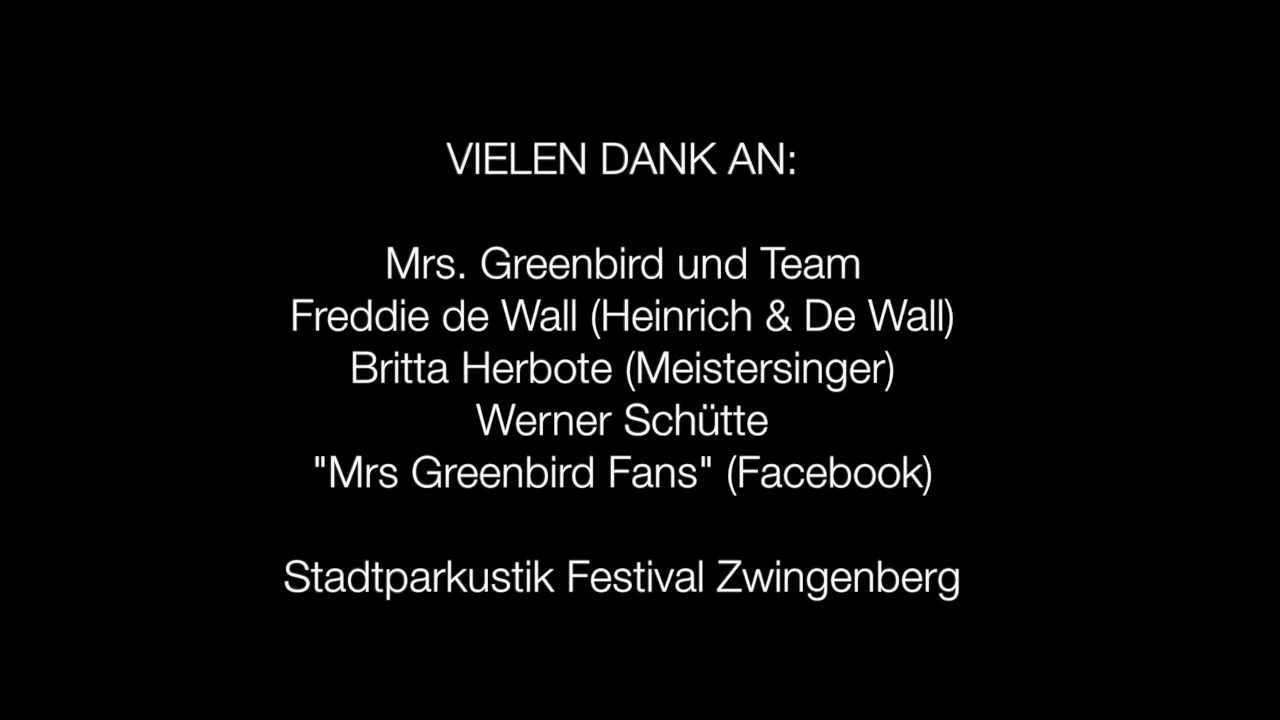 VIELEN DANK AN:
Mrs. Greenbird und Team
Freddie de Wall (Heinrich & De Wall)
Britta Herbote (Meistersinger)
Werner Schütte
"Mrs Greenbird Fans" (Facebook)
Stadtparkustik Festival Zwingenberg